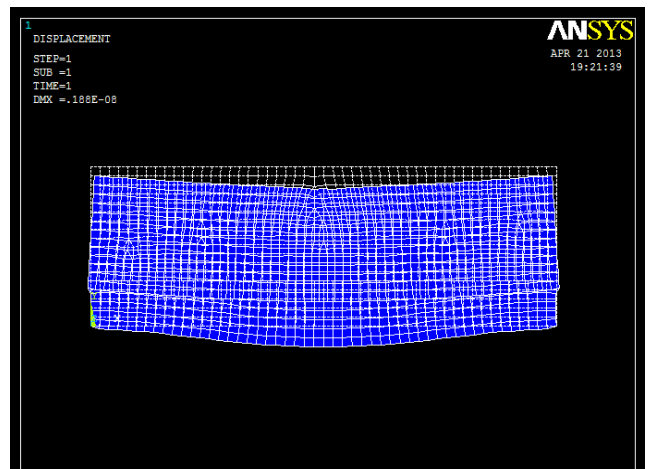 1
DISPLACEMENT
STEP=1
SUB =1
TIME=1
DMX =.188E-08
ANSYS
APR 21 2013
19:21:39
X